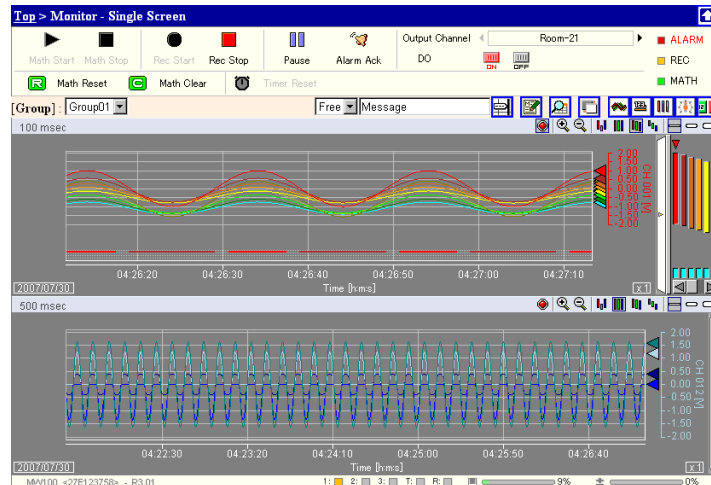 Top > Monitor - Single Screen
Output Channel Room-21 ALARM
Math Start Math Stop Rec Start Rec Stop Pause Alarm Ack DO ON OFF REC
R Math Reset C Math Clear Timer Reset MATH
[Group] : Group01 Free Message
100 msec
2.00
1.50
1.00
0.50
0.00
-0.50
-1.00
-1.50
-2.00
CH 001 [V]
04:26:20 04:26:30 04:26:40 04:26:50 04:27:00 04:27:10
2007/07/30 Time [h:m:s] x 1
500 msec
2.00
1.50
1.00
0.50
0.00
-0.50
-1.00
-1.50
-2.00
CH 012 [V]
04:22:30 04:23:20 04:24:10 04:25:00 04:25:50 04:26:40
2007/07/30 Time [h:m:s] x 1
MW100 <27E123758> - R3.01 1: 2: 3: T: R: 9% 0%